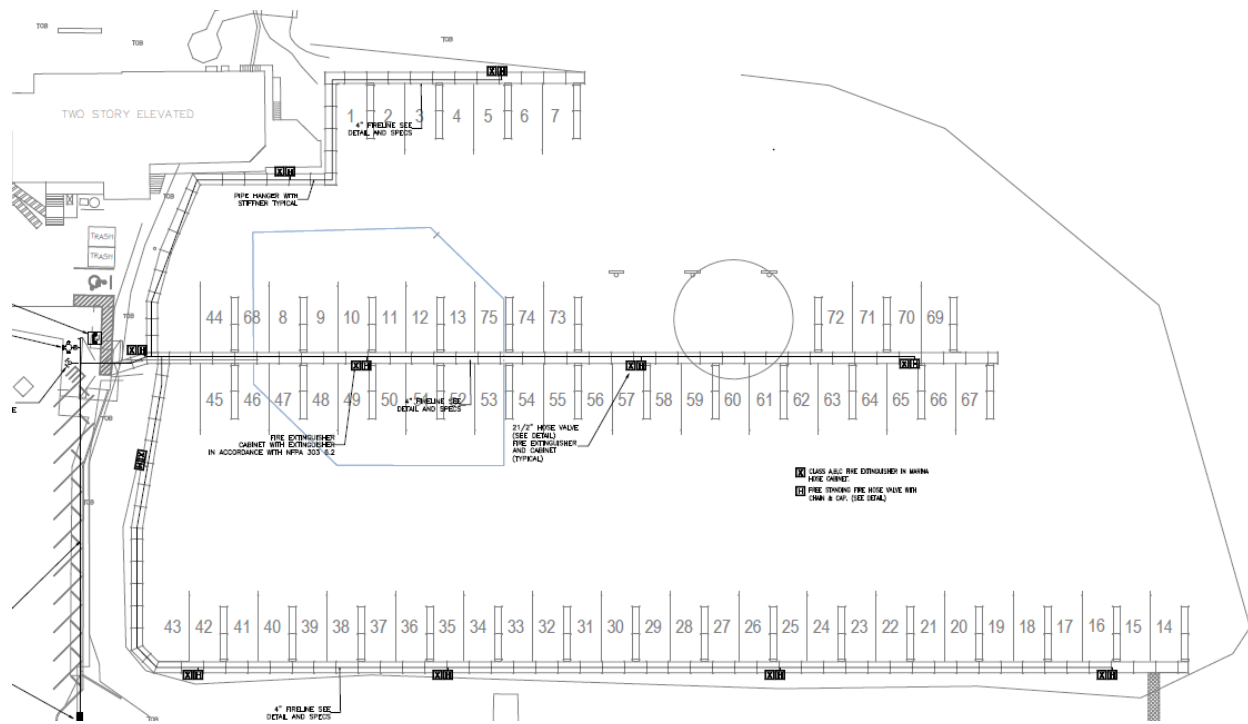 TOB
TOB
TOB
TWO STORY ELEVATED
X H
1 2 3 4 5 6 7
4" FIRELINE SEE
DETAIL AND SPECS
X H
PIPE HANGER WITH
STIFFNER TYPICAL
TOB
TRASH
TRASH
TOB
44 68 8 9 10 11 12 13 75 74 73 72 71 70 69
X H
X H
X H
X H
E
45 46 47 48 49 50 51 52 53 54 55 56 57 58 59 60 61 62 63 64 65 66 67
4" FIRELINE SEE
DETAIL AND SPECS
TOB
FIRE EXTINGUISHER
CABINET WITH EXTINGUISHER
IN ACCORDANCE WITH NFPA 303 6.2
21/2" HOSE VALVE
(SEE DETAIL)
FIRE EXTINGUISHER
AND CABINET
(TYPICAL)
X H
X CLASS A,B,C FIRE EXTINGUISHER IN MARINA
HOSE CABINET.
H FREE STANDING FIRE HOSE VALVE WITH
CHAIN & CAP. (SEE DETAIL)
TOB
43 42 41 40 39 38 37 36 35 34 33 32 31 30 29 28 27 26 25 24 23 22 21 20 19 18 17 16 15 14
X H
X H
X H
X H
4" FIRELINE SEE
DETAIL AND SPECS
TOB